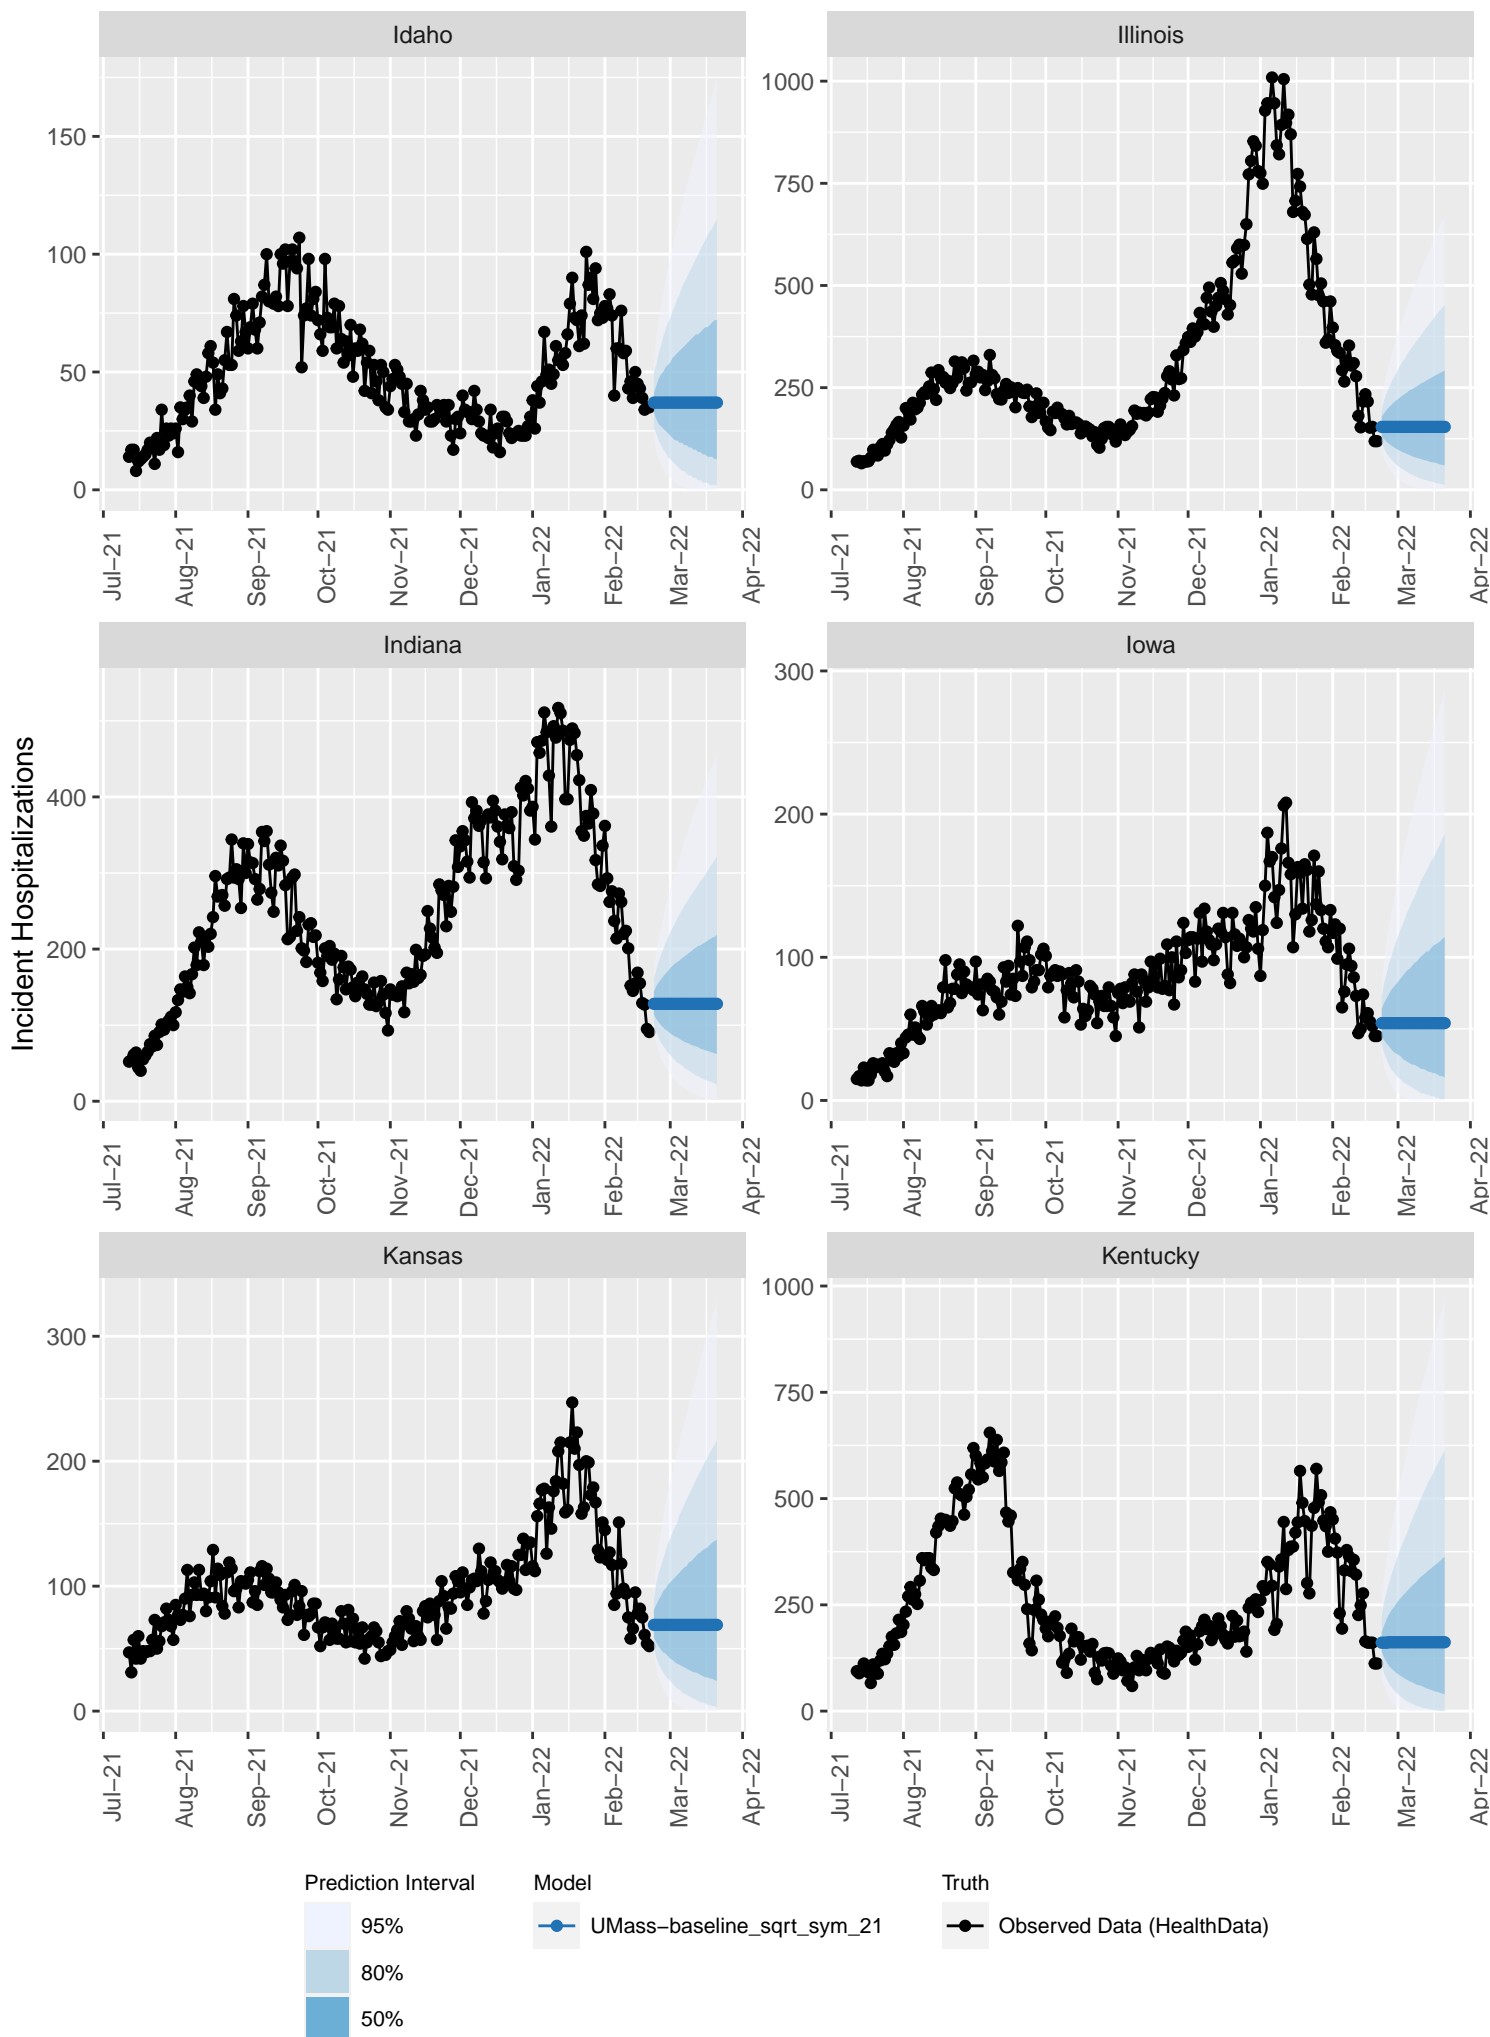 Idaho
Illinois
150
100
50
0
Jul−21
Aug−21
Sep−21
Oct−21
Nov−21
Dec−21
Jan−22
Feb−22
Mar−22
Apr−22
1000
750
500
250
0
Jul−21
Aug−21
Sep−21
Oct−21
Nov−21
Dec−21
Jan−22
Feb−22
Mar−22
Apr−22
Incident Hospitalizations
Indiana
Iowa
400
200
0
Jul−21
Aug−21
Sep−21
Oct−21
Nov−21
Dec−21
Jan−22
Feb−22
Mar−22
Apr−22
300
200
100
0
Jul−21
Aug−21
Sep−21
Oct−21
Nov−21
Dec−21
Jan−22
Feb−22
Mar−22
Apr−22
Kansas
Kentucky
300
200
100
0
Jul−21
Aug−21
Sep−21
Oct−21
Nov−21
Dec−21
Jan−22
Feb−22
Mar−22
Apr−22
1000
750
500
250
0
Jul−21
Aug−21
Sep−21
Oct−21
Nov−21
Dec−21
Jan−22
Feb−22
Mar−22
Apr−22
Prediction Interval
95%
80%
50%
Model
UMass−baseline_sqrt_sym_21
Truth
Observed Data (HealthData)